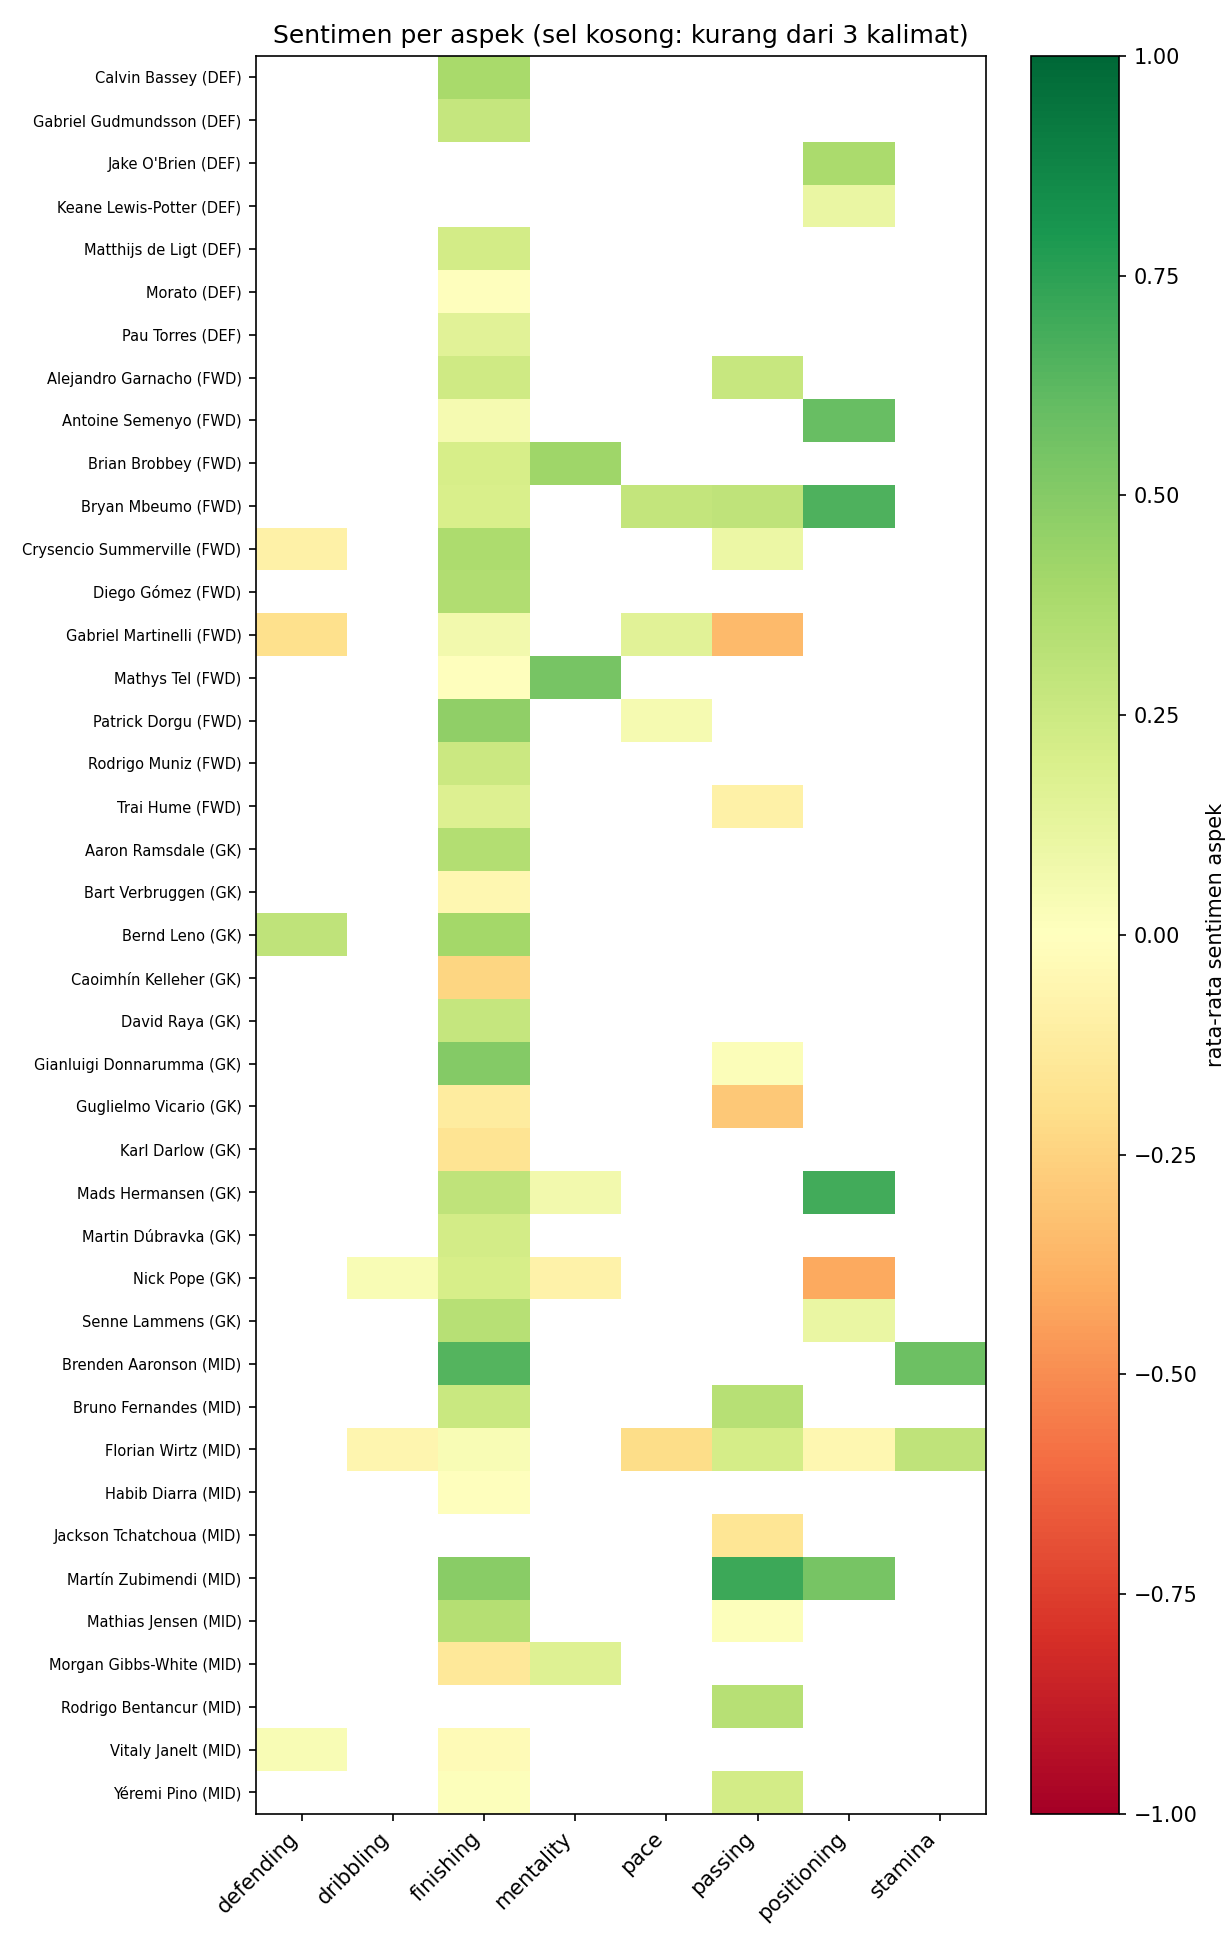 Sentimen per aspek (sel kosong: kurang dari 3 kalimat)
Calvin Bassey (DEF)
Gabriel Gudmundsson (DEF)
Jake O'Brien (DEF)
Keane Lewis-Potter (DEF)
Matthijs de Ligt (DEF)
Morato (DEF)
Pau Torres (DEF)
Alejandro Garnacho (FWD)
Antoine Semenyo (FWD)
Brian Brobbey (FWD)
Bryan Mbeumo (FWD)
Crysencio Summerville (FWD)
Diego Gómez (FWD)
Gabriel Martinelli (FWD)
Mathys Tel (FWD)
Patrick Dorgu (FWD)
Rodrigo Muniz (FWD)
Trai Hume (FWD)
Aaron Ramsdale (GK)
Bart Verbruggen (GK)
Bernd Leno (GK)
Caoimhín Kelleher (GK)
David Raya (GK)
Gianluigi Donnarumma (GK)
Guglielmo Vicario (GK)
Karl Darlow (GK)
Mads Hermansen (GK)
Martin Dúbravka (GK)
Nick Pope (GK)
Senne Lammens (GK)
Brenden Aaronson (MID)
Bruno Fernandes (MID)
Florian Wirtz (MID)
Habib Diarra (MID)
Jackson Tchatchoua (MID)
Martín Zubimendi (MID)
Mathias Jensen (MID)
Morgan Gibbs-White (MID)
Rodrigo Bentancur (MID)
Vitaly Janelt (MID)
Yéremi Pino (MID)
defending
dribbling
finishing
mentality
pace
passing
positioning
stamina
1.00
0.75
0.50
0.25
0.00
−0.25
−0.50
−0.75
−1.00
rata-rata sentimen aspek